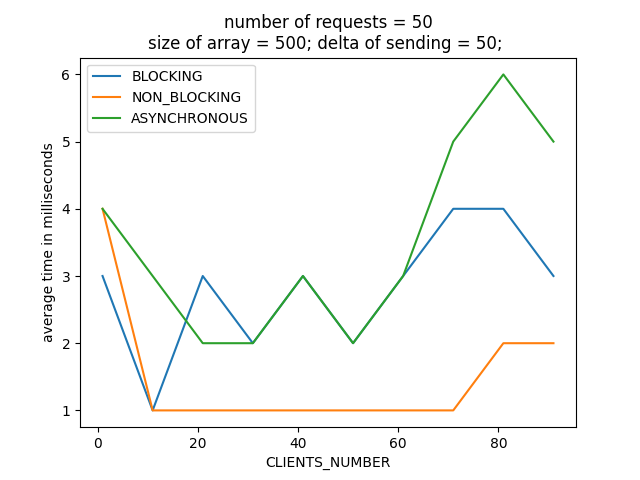 number of requests = 50
size of array = 500; delta of sending = 50;
BLOCKING
NON_BLOCKING
ASYNCHRONOUS
average time in milliseconds
6
5
4
3
2
1
0
20
40
60
80
CLIENTS_NUMBER